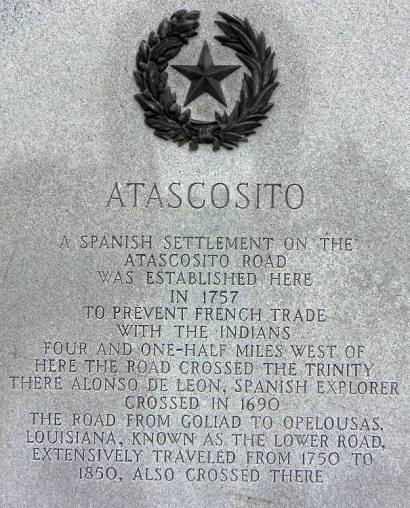 ATASCOSITO
A SPANISH SETTLEMENT ON THE
ATASCOSITO ROAD
WAS ESTABLISHED HERE
IN 1757
TO PREVENT FRENCH TRADE
WITH THE INDIANS
FOUR AND ONE-HALF MILES WEST OF
HERE THE ROAD CROSSED THE TRINITY
THERE ALONSO DE LEON, SPANISH EXPLORER
CROSSED IN 1690
THE ROAD FROM GOLIAD TO OPELOUSAS,
LOUISIANA, KNOWN AS THE LOWER ROAD,
EXTENSIVELY TRAVELED FROM 1750 TO
1850, ALSO CROSSED THERE